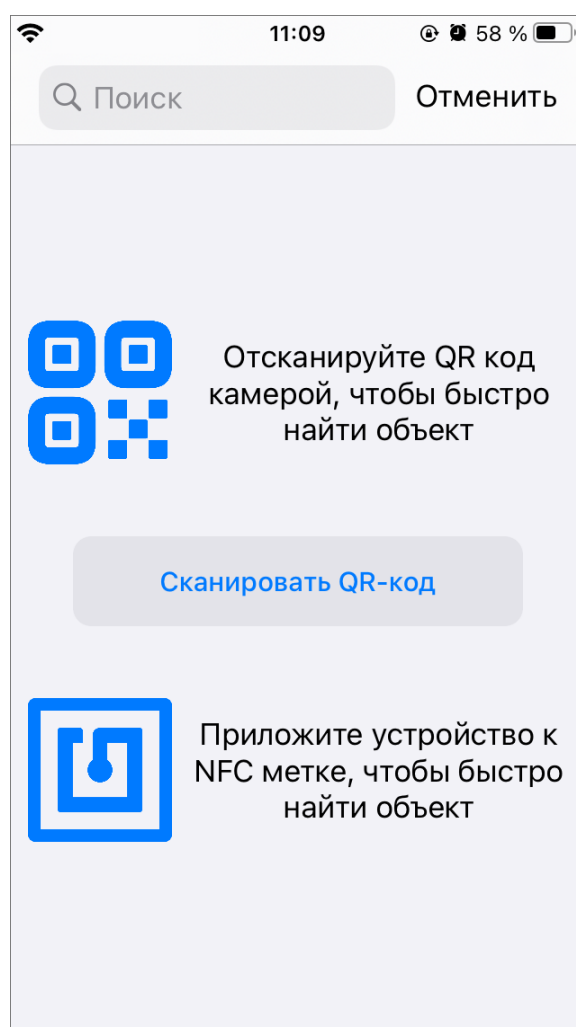 11:09
58 %
Поиск
Отменить
Отсканируйте QR код
камерой, чтобы быстро
найти объект
Сканировать QR-код
Приложите устройство к
NFC метке, чтобы быстро
найти объект